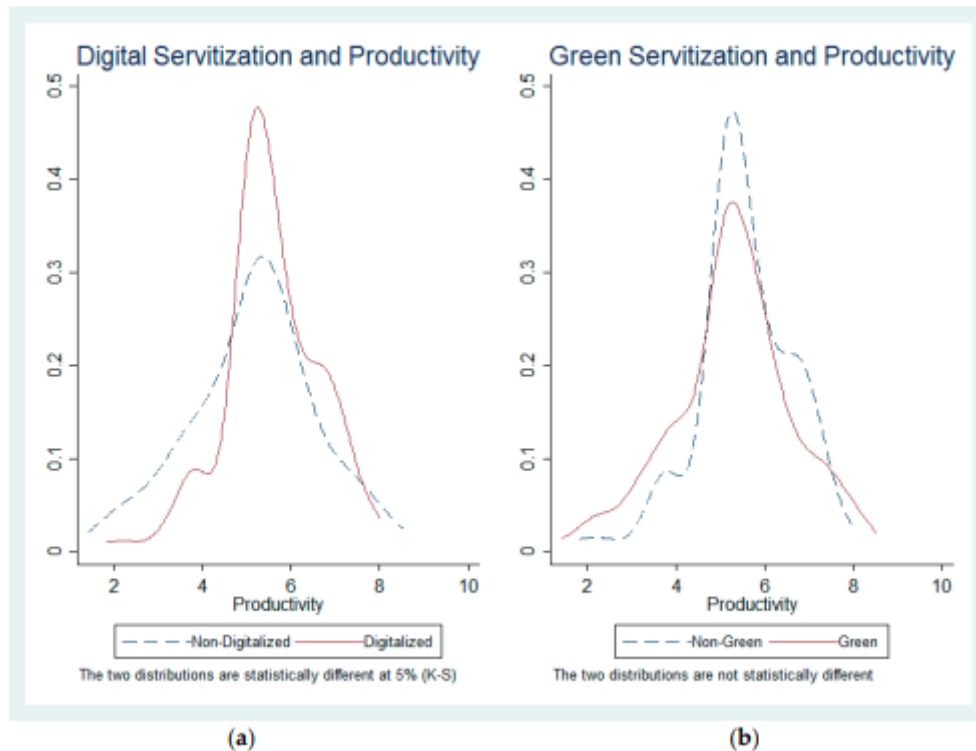 Digital Servitization and Productivity
0.5
0.4
0.3
0.2
0.1
0
2 4 6 8 10
Productivity
Non-Digitalized Digitalized
The two distributions are statistically different at 5% (K-S)
(a)
Green Servitization and Productivity
0.5
0.4
0.3
0.2
0.1
0
2 4 6 8 10
Productivity
Non-Green Green
The two distributions are not statistically different
(b)